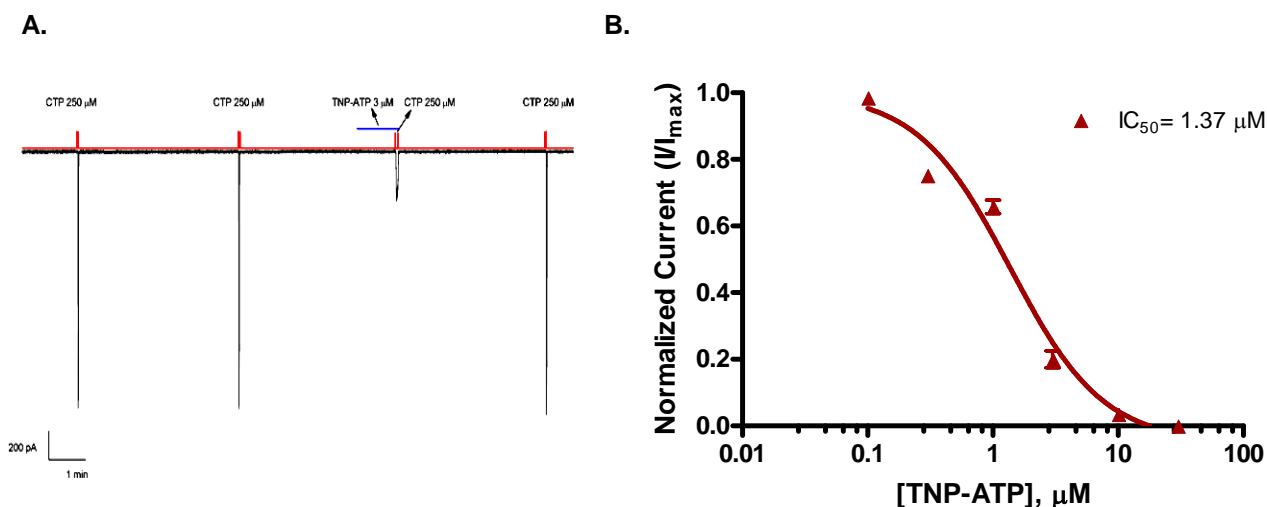 A.
CTP 250 μM
CTP 250 μM
TNP-ATP 3 μM
CTP 250 μM
CTP 250 μM
200 pA
1 min
B.
Normalized Current (I/Imax)
1.0
0.8
0.6
0.4
0.2
0.0
IC50= 1.37 μM
0.01
0.1
1
10
100
[TNP-ATP], μM